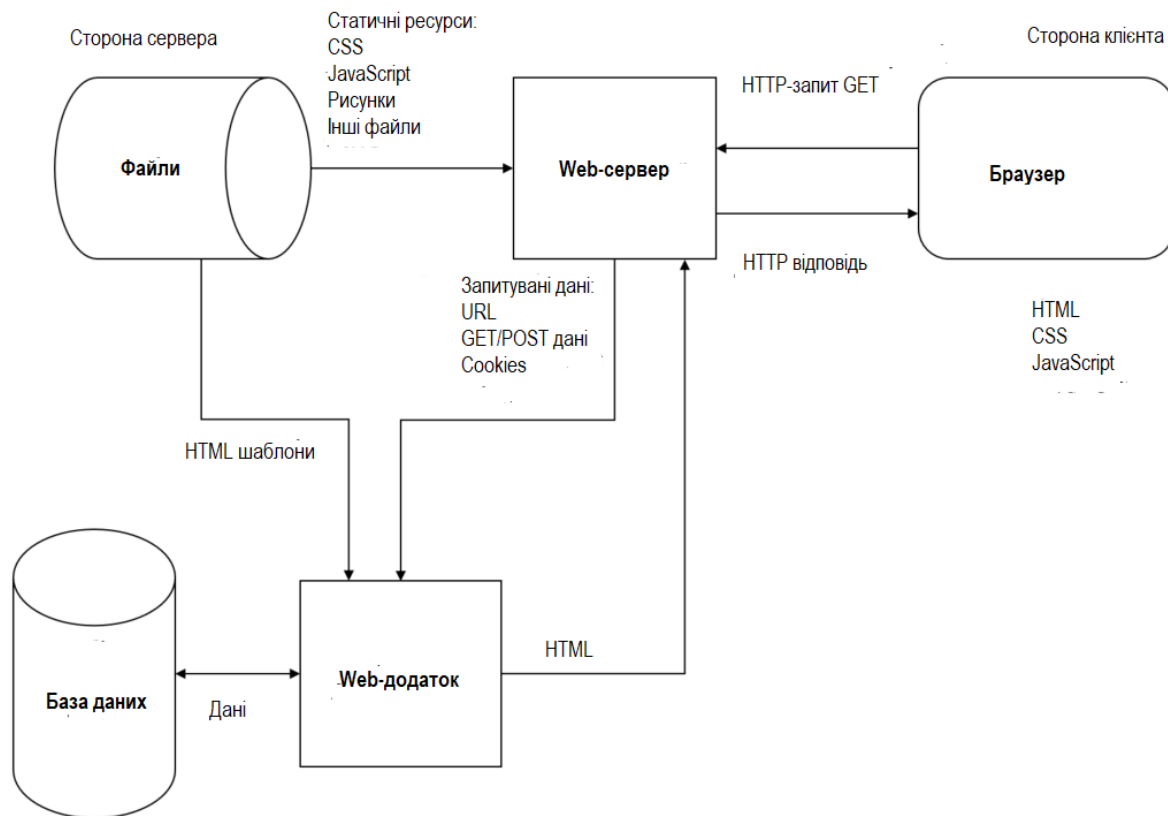 Сторона сервера
Статичні ресурси:
CSS
JavaScript
Рисунки
Інші файли
Сторона клієнта
HTTP-запит GET
Файли
Web-сервер
Браузер
HTTP відповідь
Запитувані дані:
URL
GET/POST дані
Cookies
HTML
CSS
JavaScript
HTML шаблони
База даних
Дані
Web-додаток
HTML